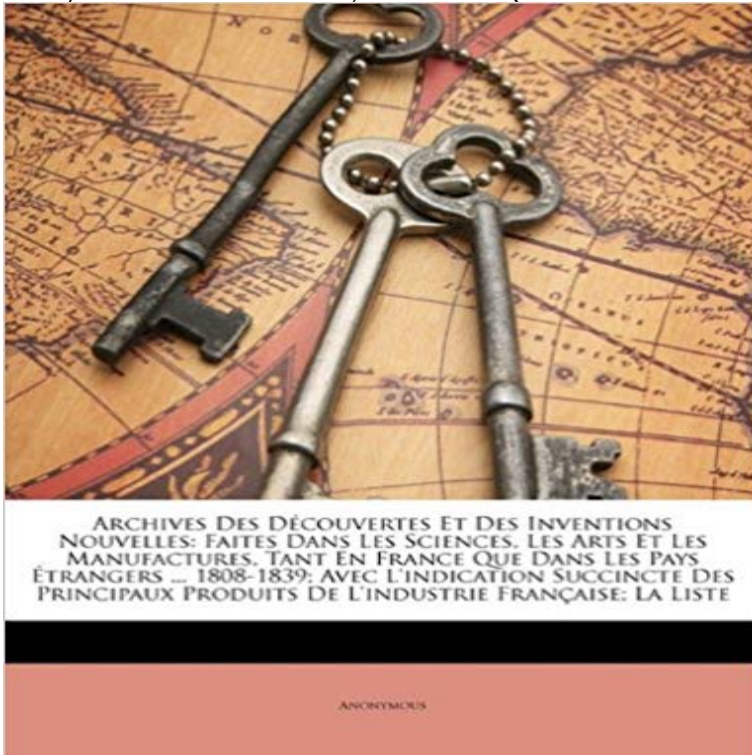 ARCHIVES DES DÉCOUVERTES ET DES INVENTIONS
NOUVELLES: FAITES DANS LES SCIENCES, LES ARTS ET LES
MANUFACTURES, TANT EN FRANCE QUE DANS LES PAYS
ÉTRANGERS ... 1808-1839; AVEC L'INDICATION SUCCINCTE DES
PRINCIPAUX PRODUITS DE L'INDUSTRIE FRANÇAISE; LA LISTE
ANONYMOUS